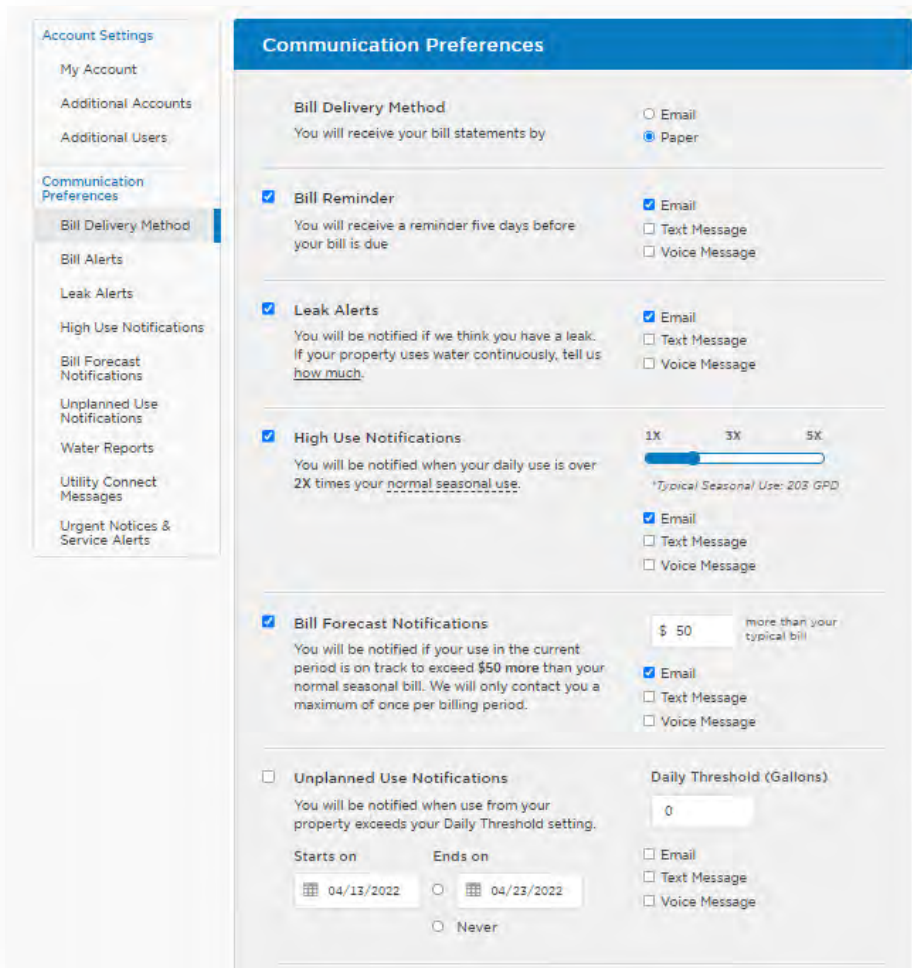 Account Settings
My Account
Additional Accounts
Additional Users
Communication
Preferences
Bill Delivery Method
Bill Alerts
Leak Alerts
High Use Notifications
Bill Forecast
Notifications
Unplanned Use
Notifications
Water Reports
Utility Connect
Messages
Urgent Notices &
Service Alerts
Communication Preferences
Bill Delivery Method
You will receive your bill statements by
Email
Paper
Bill Reminder
You will receive a reminder five days before
your bill is due
Email
Text Message
Voice Message
Leak Alerts
You will be notified if we think you have a leak.
If your property uses water continuously, tell us
how much.
Email
Text Message
Voice Message
High Use Notifications
You will be notified when your daily use is over
2X times your normal seasonal use.
1X 3X 5X
*Typical Seasonal Use: 203 GPD
Email
Text Message
Voice Message
Bill Forecast Notifications
You will be notified if your use in the current
period is on track to exceed $50 more than your
normal seasonal bill. We will only contact you a
maximum of once per billing period.
$ 50
more than your
typical bill
Email
Text Message
Voice Message
Unplanned Use Notifications
You will be notified when use from your
property exceeds your Daily Threshold setting.
Starts on Ends on
04/13/2022 04/23/2022
Never
Daily Threshold (Gallons)
0
Email
Text Message
Voice Message